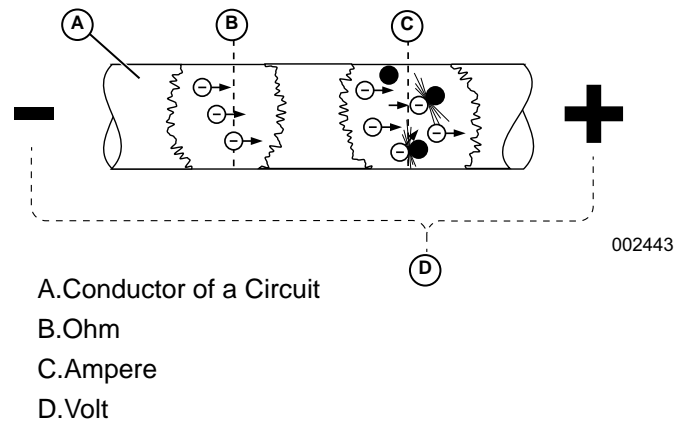 A
B
C
002443
D
A.Conductor of a Circuit
B.Ohm
C.Ampere
D.Volt